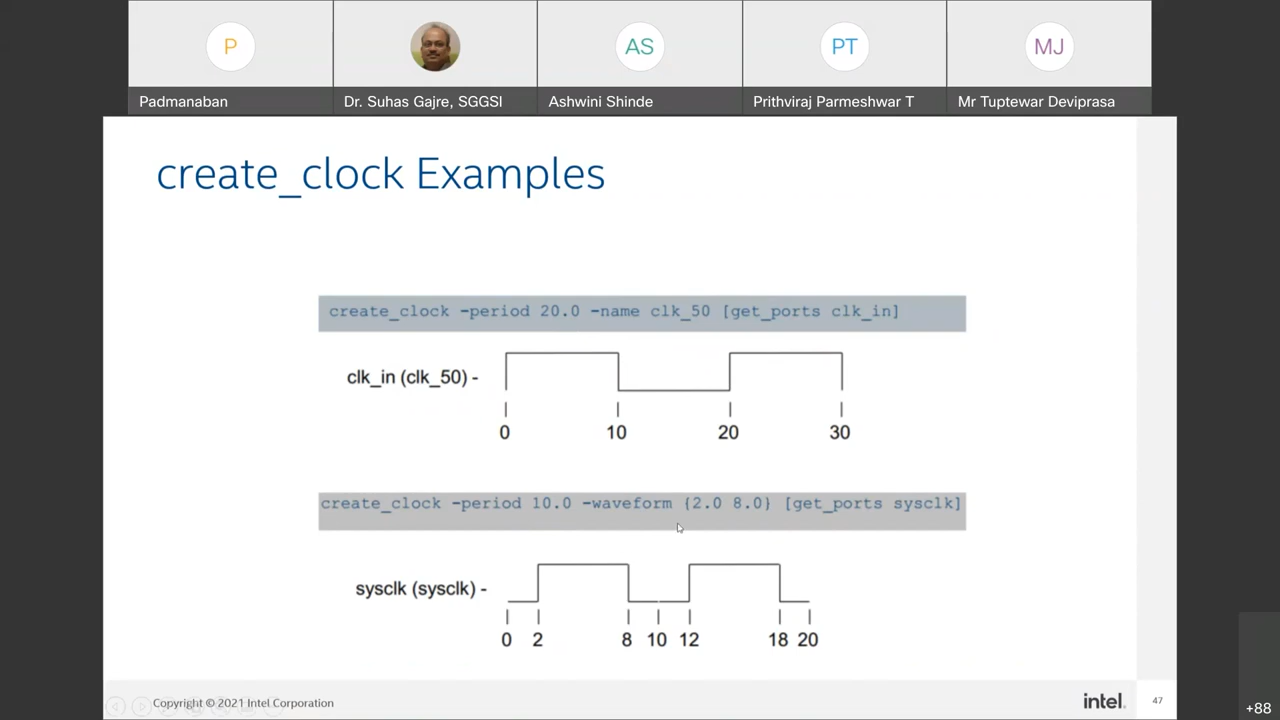 P
AS
PT
MJ
Padmanaban
Dr. Suhas Gajre, SGGSI
Ashwini Shinde
Prithviraj Parmeshwar T
Mr Tuptewar Deviprasa
create_clock Examples
create_clock -period 20.0 -name clk_50 [get_ports clk_in]
clk_in (clk_50) -
0 10 20 30
create_clock -period 10.0 -waveform {2.0 8.0} [get_ports sysclk]
sysclk (sysclk) -
0 2 8 10 12 18 20
Copyright © 2021 Intel Corporation
intel.
47
+88